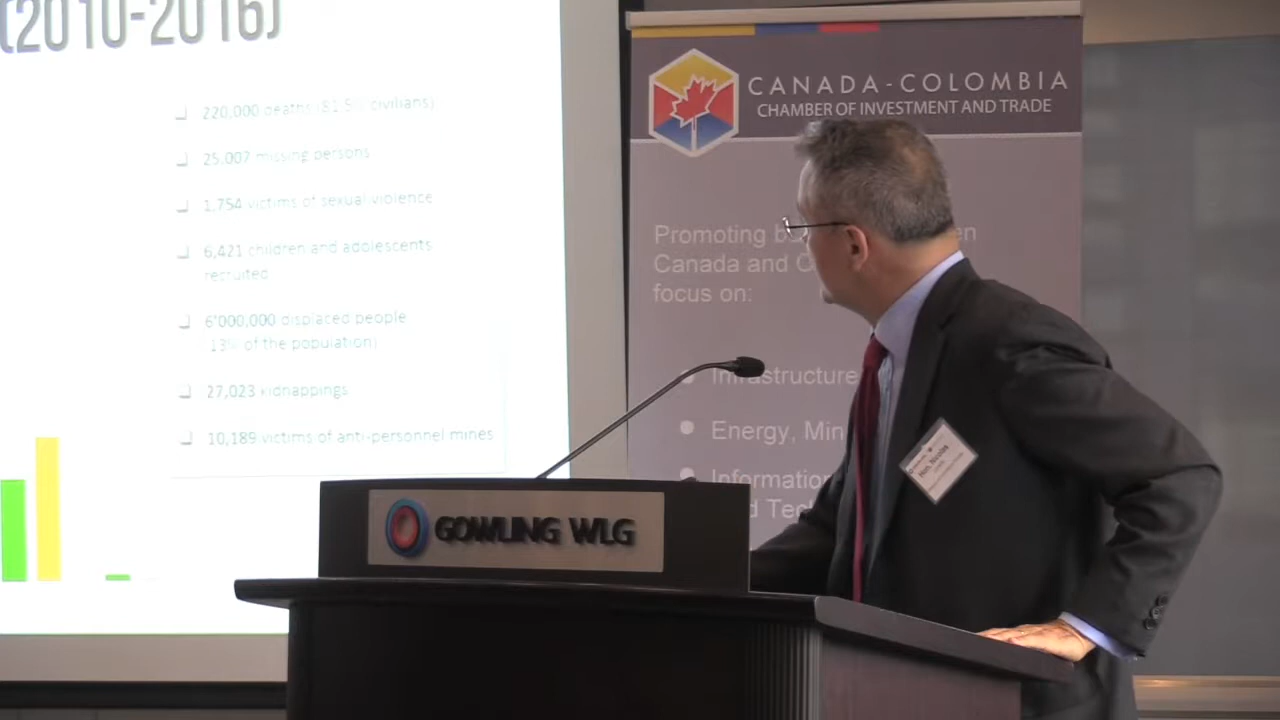 (2010-2016)
220,000 deaths (81.5% civilians)
25,007 missing persons
1,754 victims of sexual violence
6,421 children and adolescents
recruited
6'000,000 displaced people
13% of the population)
27,023 kidnappings
10,189 victims of anti-personnel mines
CANADA-COLOMBIA
CHAMBER OF INVESTMENT AND TRADE
Promoting
Canada and
focus on:
Infrastructure
Energy, Min
Information
GOWLING WLG
Hon. Nicolas